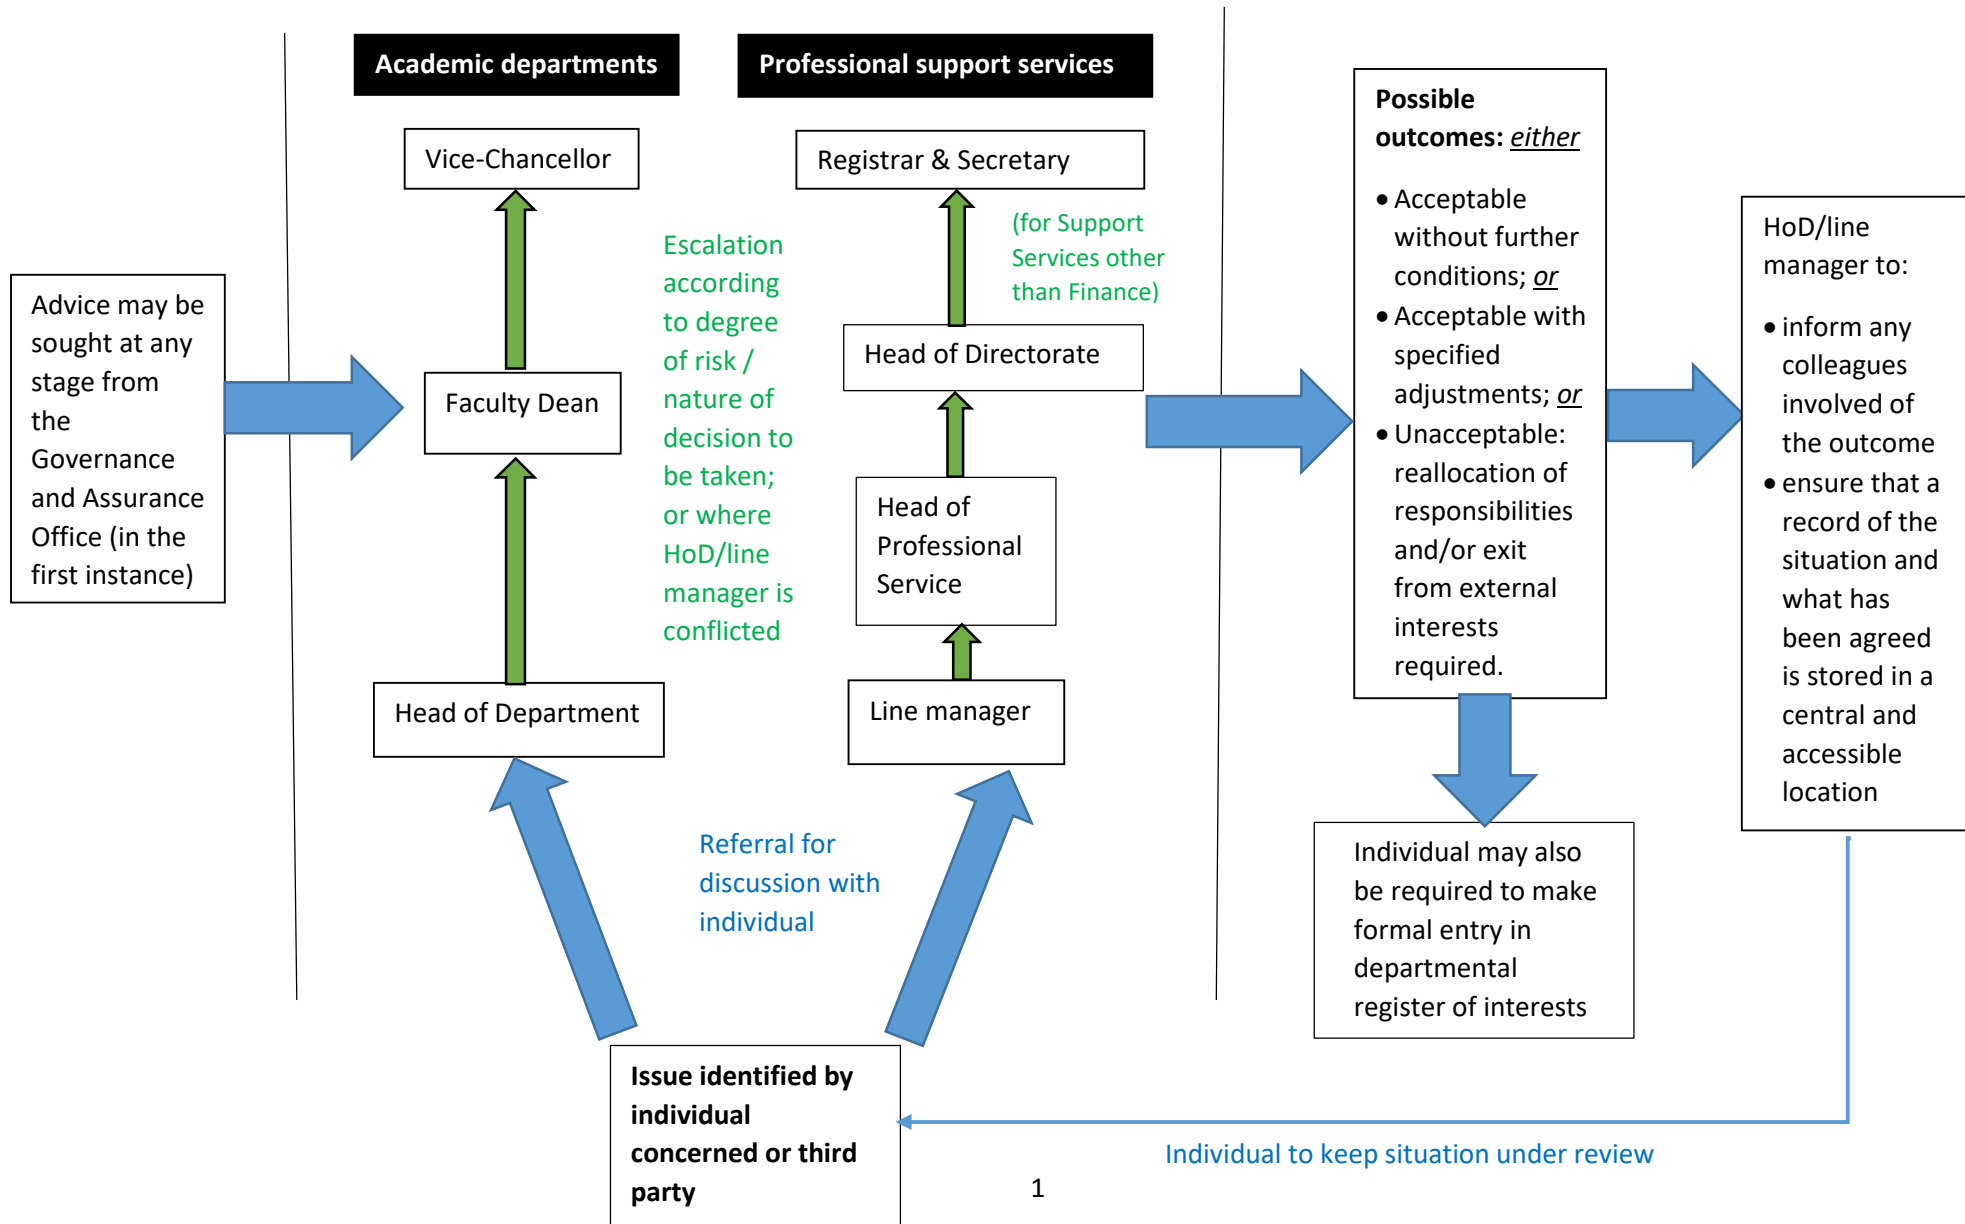 Academic departments
Professional support services
Vice-Chancellor
Registrar & Secretary
(for Support
Services other
than Finance)
Escalation
according
to degree
of risk /
nature of
decision to
be taken;
or where
HoD/line
manager is
conflicted
Advice may be
sought at any
stage from
the
Governance
and Assurance
Office (in the
first instance)
Faculty Dean
Head of Directorate
Head of
Professional
Service
Head of Department
Line manager
Referral for
discussion with
individual
Issue identified by
individual
concerned or third
party
Possible
outcomes: either
• Acceptable
without further
conditions; or
• Acceptable with
specified
adjustments; or
• Unacceptable:
reallocation of
responsibilities
and/or exit
from external
interests
required.
HoD/line
manager to:
• inform any
colleagues
involved of
the outcome
• ensure that a
record of the
situation and
what has
been agreed
is stored in a
central and
accessible
location
Individual may also
be required to make
formal entry in
departmental
register of interests
Individual to keep situation under review
1